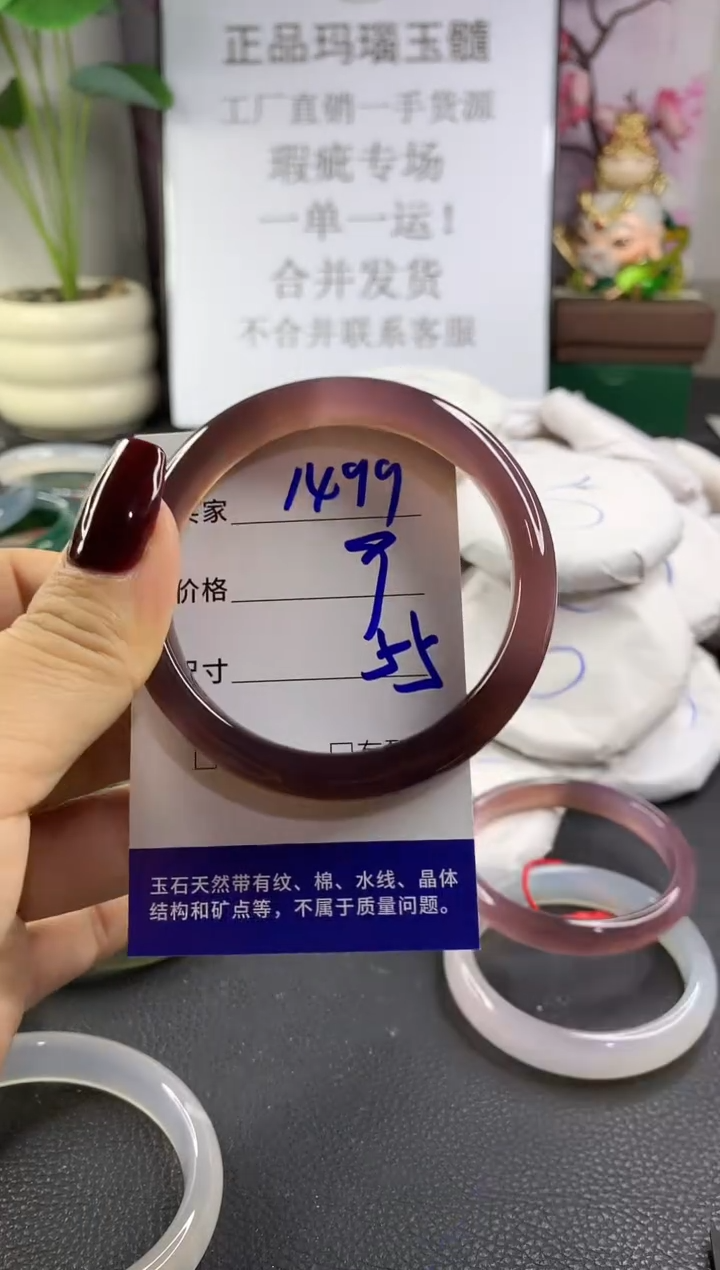 正品玛瑙玉髓
工厂直销一手货源
瑕疵专场
一单一运！
合并发货
不合并联系客服
家 1499
价格
寸 55
玉石天然带有纹、棉、水线、晶体
结构和矿点等，不属于质量问题。